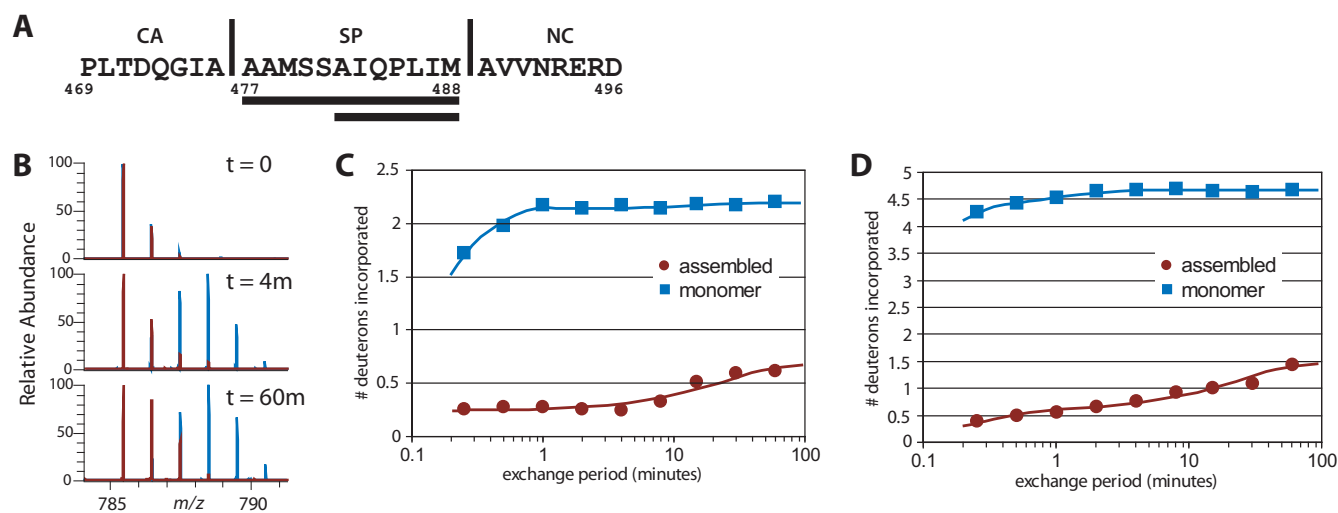 A
CA SP NC
PLTDQGIA AAMSSAIQPLIM AVVNRERD
469 477 488 496
B
t = 0
100
50
0
t = 4m
100
50
0
t = 60m
100
50
0
785 m/z 790
Relative Abundance
C
2.5
2
1.5
1
0.5
0
0.1 1 10 100
# deuterons incorporated
exchange period (minutes)
assembled
monomer
D
5
4.5
4
3.5
3
2.5
2
1.5
1
0.5
0
0.1 1 10 100
# deuterons incorporated
exchange period (minutes)
assembled
monomer